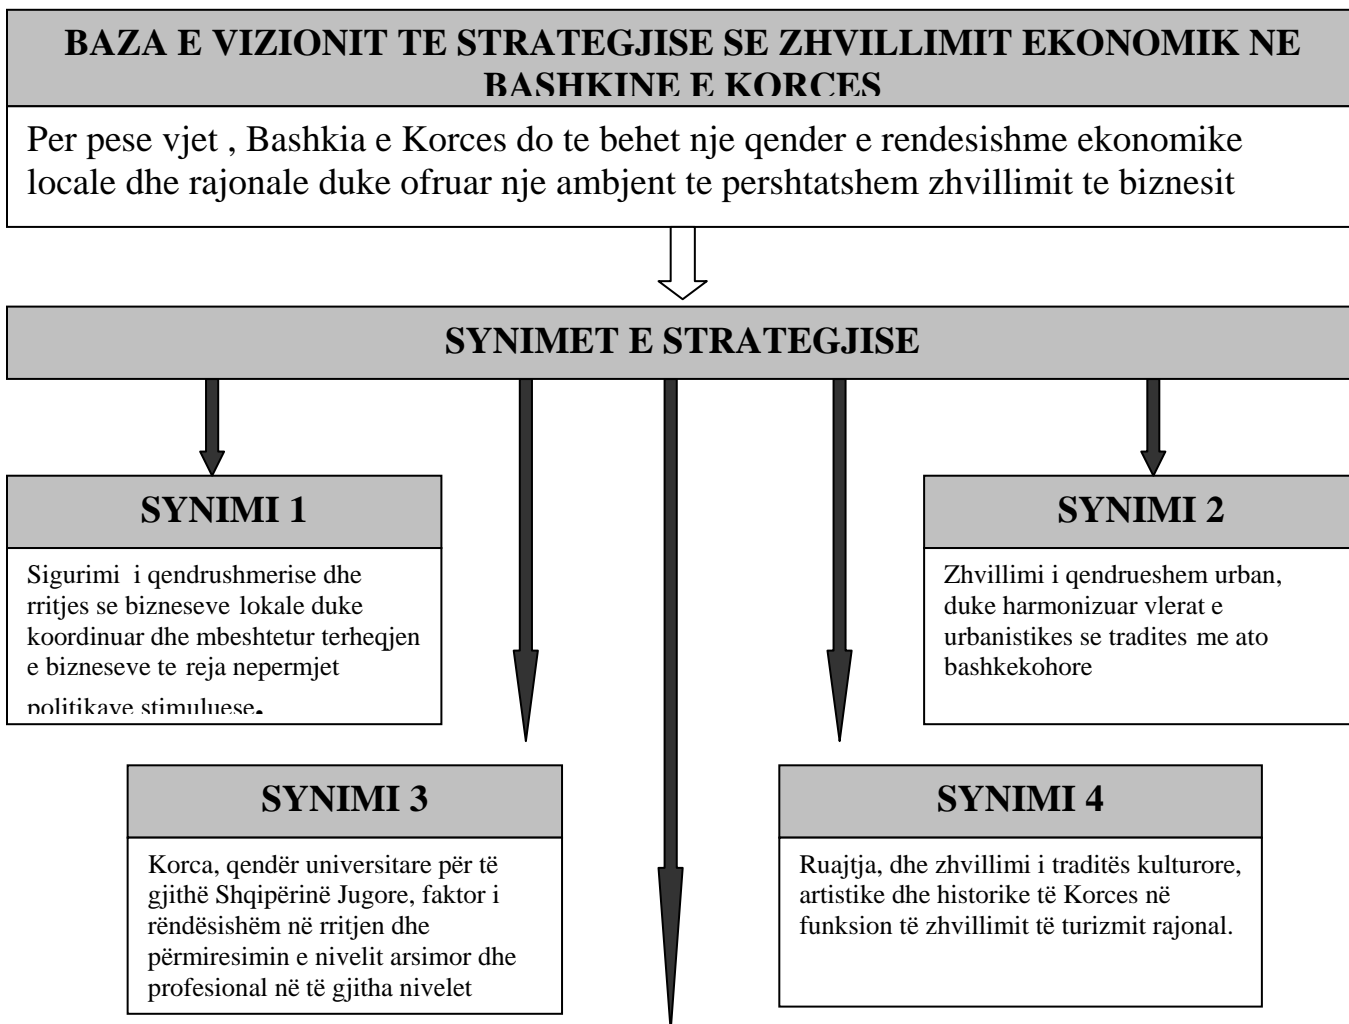 BAZA E VIZIONIT TE STRATEGJISE SE ZHVILLIMIT EKONOMIK NE
BASHKINE E KORCES
Per pese vjet , Bashkia e Korces do te behet nje qender e rendesishme ekonomike
locale dhe rajonale duke ofruar nje ambjent te pershtatshem zhvillimit te biznesit
SYNIMET E STRATEGJISE
SYNIMI 1
Sigurimi i qendrushmerise dhe
rritjes se bizneseve lokale duke
koordinuar dhe mbeshtetur terheqjen
e bizneseve te reja nepermjet
politikave stimuluese.
SYNIMI 2
Zhvillimi i qendrueshem urban,
duke harmonizuar vlerat e
urbanistikes se tradites me ato
bashkekohore
SYNIMI 3
Korca, qendër universitare për të
gjithë Shqipërinë Jugore, faktor i
rëndësishëm në rritjen dhe
përmiresimin e nivelit arsimor dhe
profesional në të gjitha nivelet
SYNIMI 4
Ruajtja, dhe zhvillimi i traditës kulturore,
artistike dhe historike të Korces në
funksion të zhvillimit të turizmit rajonal.